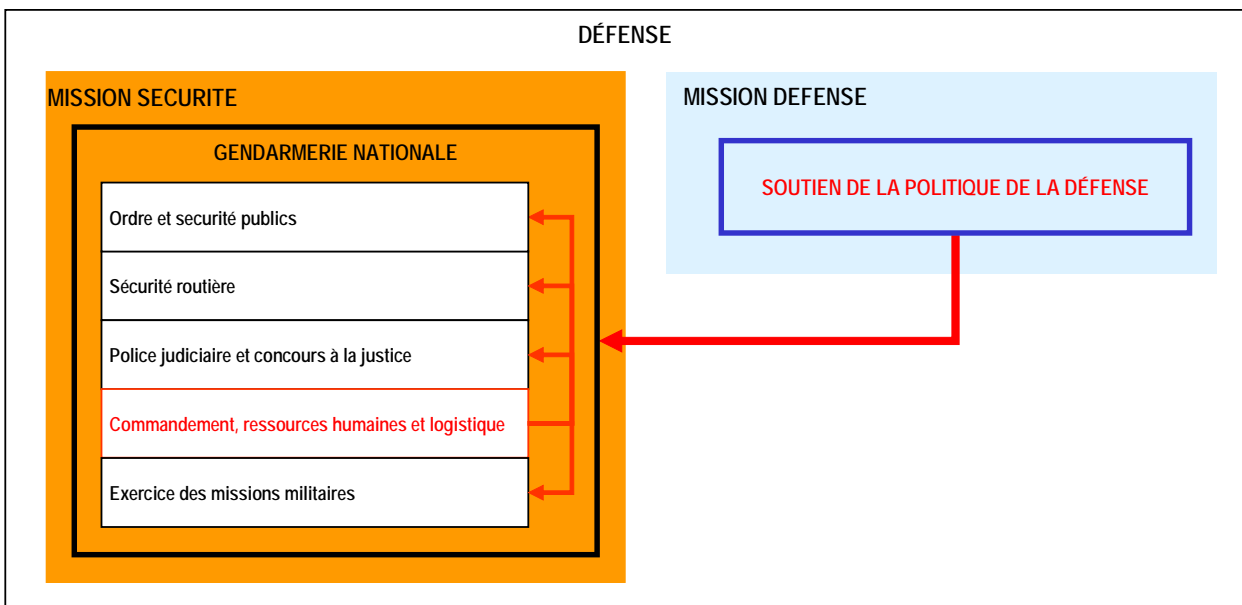 DÉFENSE
MISSION SECURITE
GENDARMERIE NATIONALE
Ordre et securité publics
Sécurité routière
Police judiciaire et concours à la justice
Commandement, ressources humaines et logistique
Exercice des missions militaires
MISSION DEFENSE
SOUTIEN DE LA POLITIQUE DE LA DÉFENSE